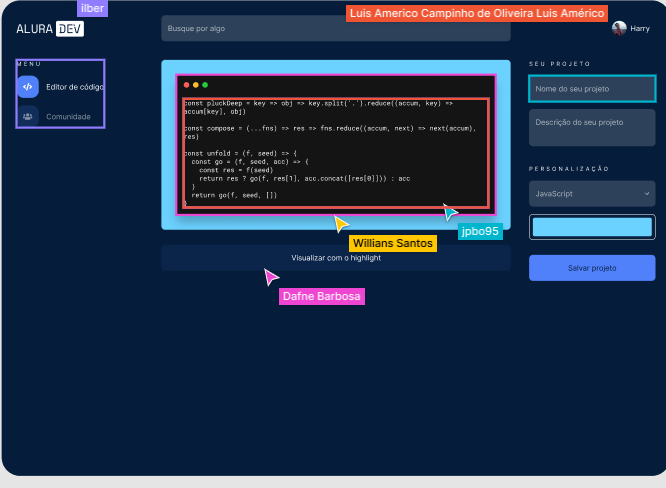 ilber
Luis Americo Campinho de Oliveira Luis Américo
ALURA DEV
Busque por algo
Harry
MENU
Editor de código
Comunidade
const pluckDeep = key => obj => key.split('.').reduce((accum, key) =>
accum[key], obj)
const compose = (...fns) => res => fns.reduce((accum, next) => next(accum),
res)
const unfold = (f, seed) => {
const go = (f, seed, acc) => {
const res = f(seed)
return res ? go(f, res[1], acc.concat([res[0]])) : acc
}
return go(f, seed, [])
}
jpbo95
Willians Santos
Visualizar com o highlight
Dafne Barbosa
SEU PROJETO
Nome do seu projeto
Descrição do seu projeto
PERSONALIZAÇÃO
JavaScript
Salvar projeto